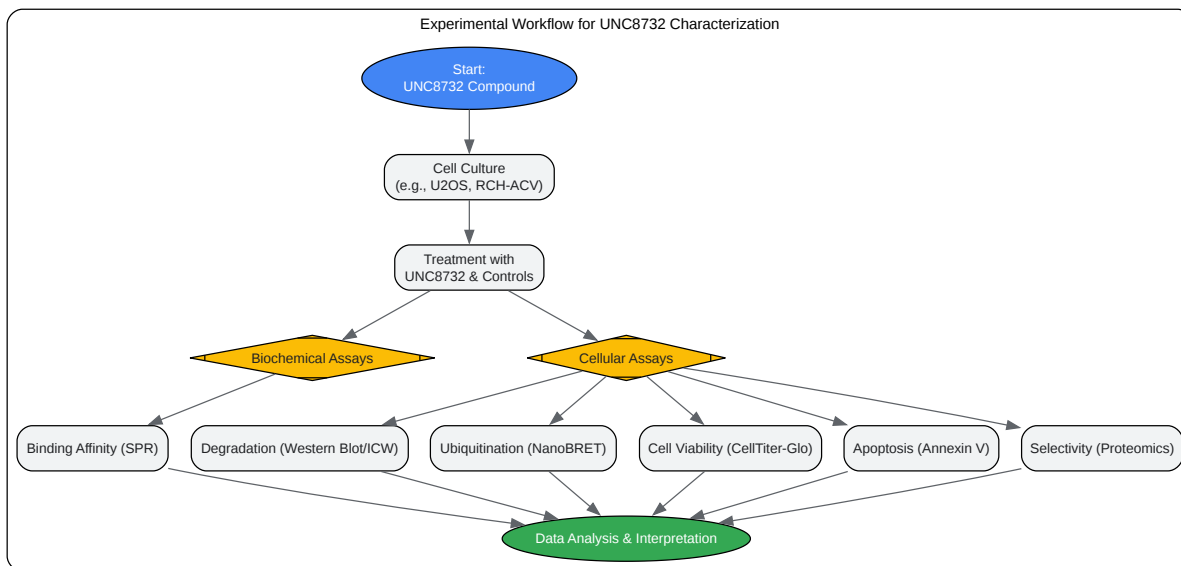 Experimental Workflow for UNC8732 Characterization
Start:
UNC8732 Compound
Cell Culture
(e.g., U2OS, RCH-ACV)
Treatment with
UNC8732 & Controls
Biochemical Assays
Cellular Assays
Binding Affinity (SPR)
Degradation (Western Blot/ICW)
Ubiquitination (NanoBRET)
Cell Viability (CellTiter-Glo)
Apoptosis (Annexin V)
Selectivity (Proteomics)
Data Analysis & Interpretation